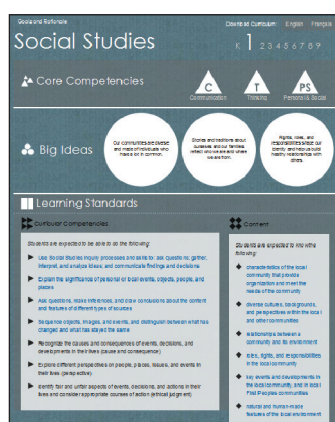 Goals and Rationale
Download Curriculum: English Français
Social Studies
K 1 2 3 4 5 6 7 8 9
Core Competencies
C
T
PS
Communication
Thinking
Personal & Social
Big Ideas
Our communities are diverse
and made of individuals who
have a lot in common.
Stories and traditions about
ourselves and our families
reflect who we are and where
we are from.
Rights, roles, and
responsibilities shape our
identity and help us build
healthy relationships with
others.
Learning Standards
Curricular Competencies
Students are expected to be able to do the following:
Use Social Studies inquiry processes and skills to: ask questions; gather,
interpret, and analyze ideas; and communicate findings and decisions
Explain the significance of personal or local events, objects, people, and
places
Ask questions, make inferences, and draw conclusions about the content
and features of different types of sources
Sequence objects, images, and events, and distinguish between what has
changed and what has stayed the same
Recognize the causes and consequences of events, decisions, and
developments in their lives (cause and consequence)
Explore different perspectives on people, places, issues, and events in
their lives (perspective)
Identify fair and unfair aspects of events, decisions, and actions in their
lives and consider appropriate courses of action (ethical judgment)
Content
Students are expected to know the
following:
characteristics of the local
community that provide
organization and meet the
needs of the community
diverse cultures, backgrounds,
and perspectives within the local
and other communities
relationships between a
community and its environment
roles, rights, and responsibilities
in the local community
key events and developments in
the local community, and in local
First Peoples communities
natural and human-made
features of the local environment